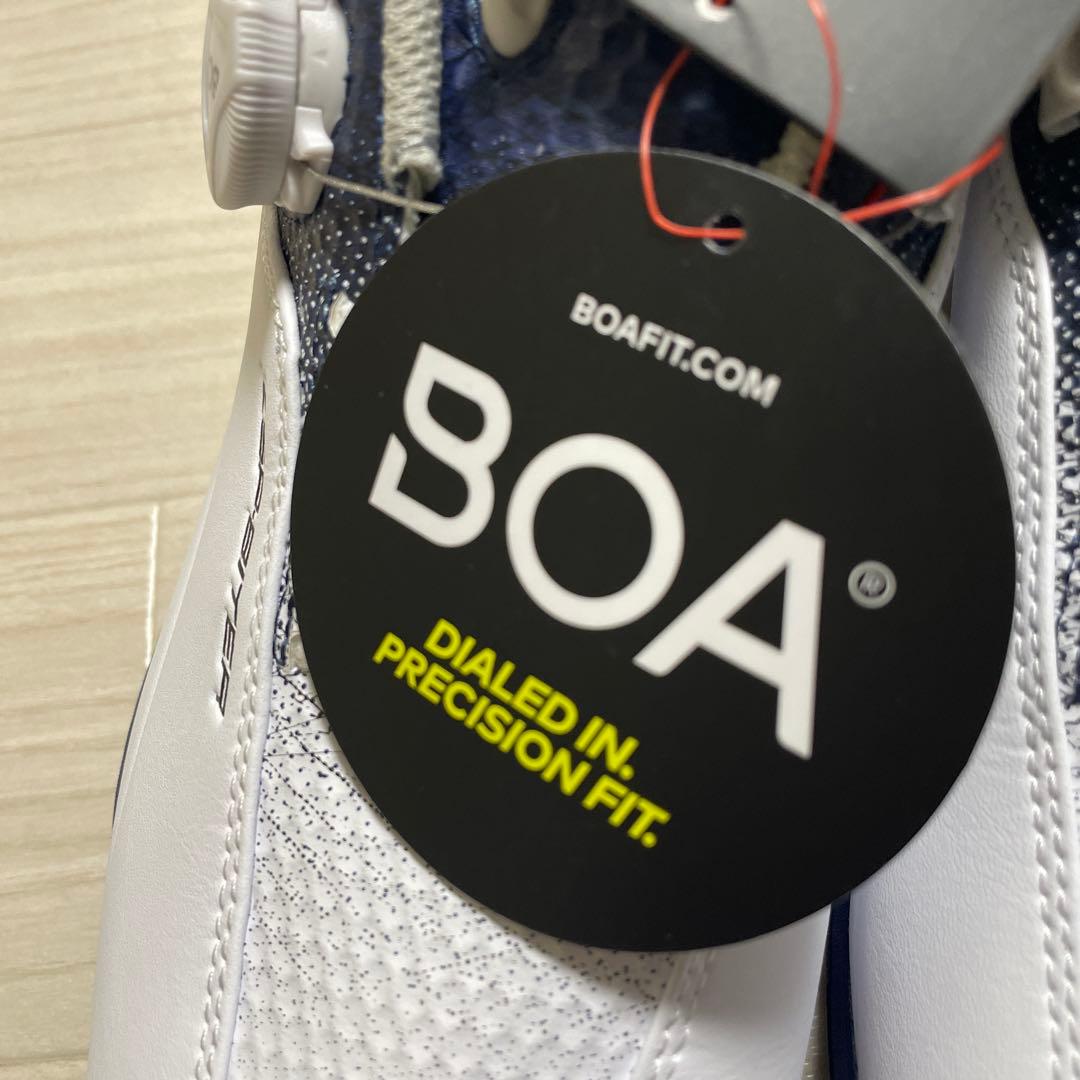 BOAFIT.COM
BOA®
DIALED IN.
PRECISION FIT.